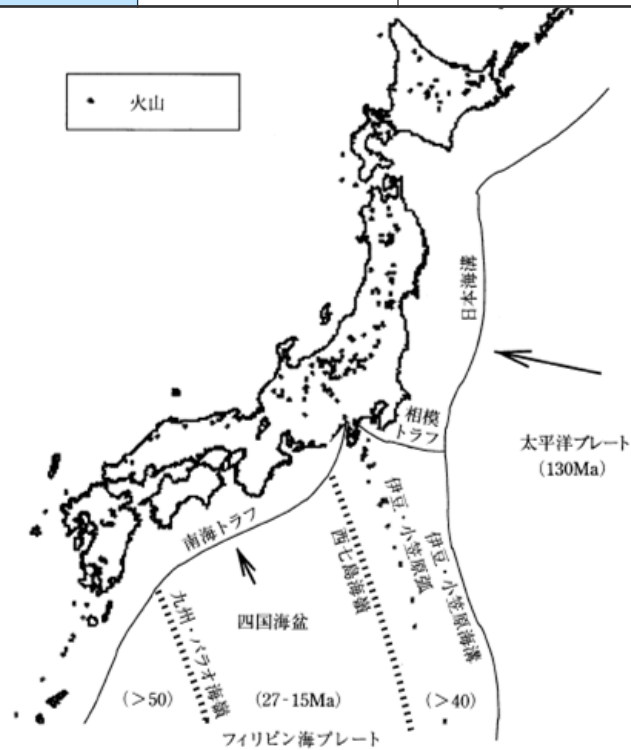 火山
日本海溝
相模
トラフ
太平洋プレート
(130Ma)
伊豆・小笠原弧
伊豆・小笠原海溝
西七島海嶺
南海トラフ
九州・パラオ海嶺
四国海盆
(＞50)
(27-15Ma)
(＞40)
フィリピン海プレート